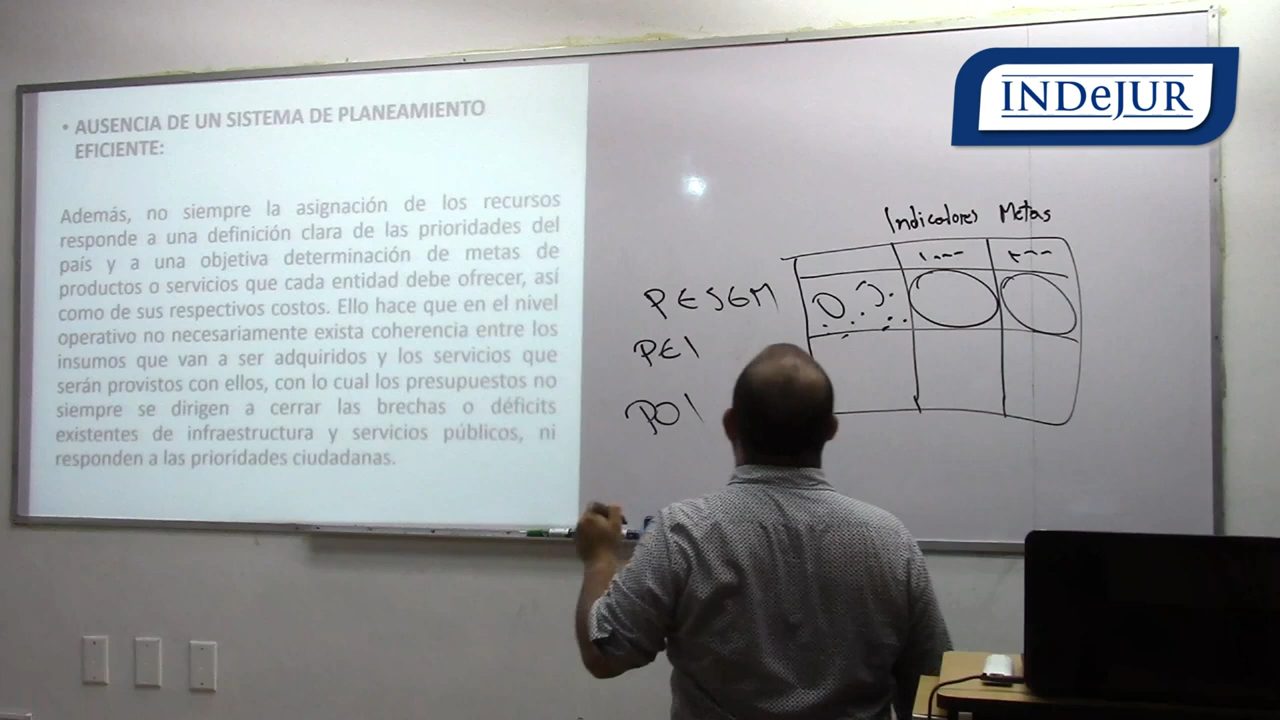 • AUSENCIA DE UN SISTEMA DE PLANEAMIENTO
EFICIENTE:
Además, no siempre la asignación de los recursos
responde a una definición clara de las prioridades del
país y a una objetiva determinación de metas de
productos o servicios que cada entidad debe ofrecer, así
como de sus respectivos costos. Ello hace que en el nivel
operativo no necesariamente exista coherencia entre los
insumos que van a ser adquiridos y los servicios que
serán provistos con ellos, con lo cual los presupuestos no
siempre se dirigen a cerrar las brechas o déficits
existentes de infraestructura y servicios públicos, ni
responden a las prioridades ciudadanas.
INDeJUR
Indicadores Metas
PESEM
PEI
POI